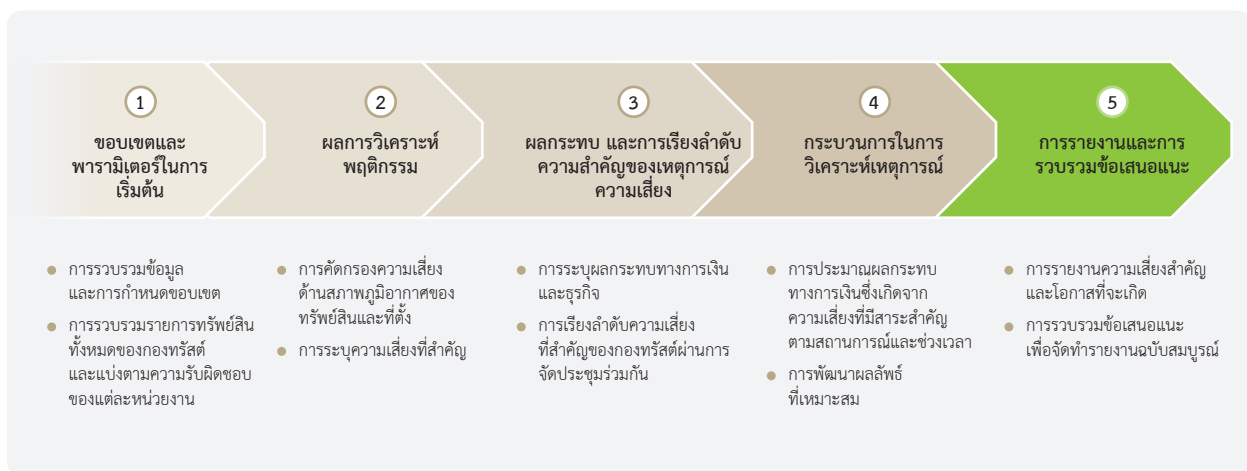 1
ขอบเขตและ
พารามิเตอร์ในการ
เริ่มต้น
2
ผลการวิเคราะห์
พฤติกรรม
3
ผลกระทบ และการเรียงลำดับ
ความสำคัญของเหตุการณ์
ความเสี่ยง
4
กระบวนการในการ
วิเคราะห์เหตุการณ์
5
การรายงานและการ
รวบรวมข้อเสนอแนะ
การรวบรวมข้อมูล
และการกำหนดขอบเขต
การรวบรวมรายการทรัพย์สิน
ทั้งหมดของกองทรัสต์
และแบ่งตามความรับผิดชอบ
ของแต่ละหน่วยงาน
การคัดกรองความเสี่ยง
ด้านสภาพภูมิอากาศของ
ทรัพย์สินและที่ตั้ง
การระบุความเสี่ยงที่สำคัญ
การระบุผลกระทบทางการเงิน
และธุรกิจ
การเรียงลำดับความเสี่ยง
ที่สำคัญของกองทรัสต์ผ่านการ
จัดประชุมร่วมกัน
การประมาณผลกระทบ
ทางการเงินซึ่งเกิดจาก
ความเสี่ยงที่มีสาระสำคัญ
ตามสถานการณ์และช่วงเวลา
การพัฒนาผลลัพธ์
ที่เหมาะสม
การรายงานความเสี่ยงสำคัญ
และโอกาสที่จะเกิด
การรวบรวมข้อเสนอแนะ
เพื่อจัดทำรายงานฉบับสมบูรณ์